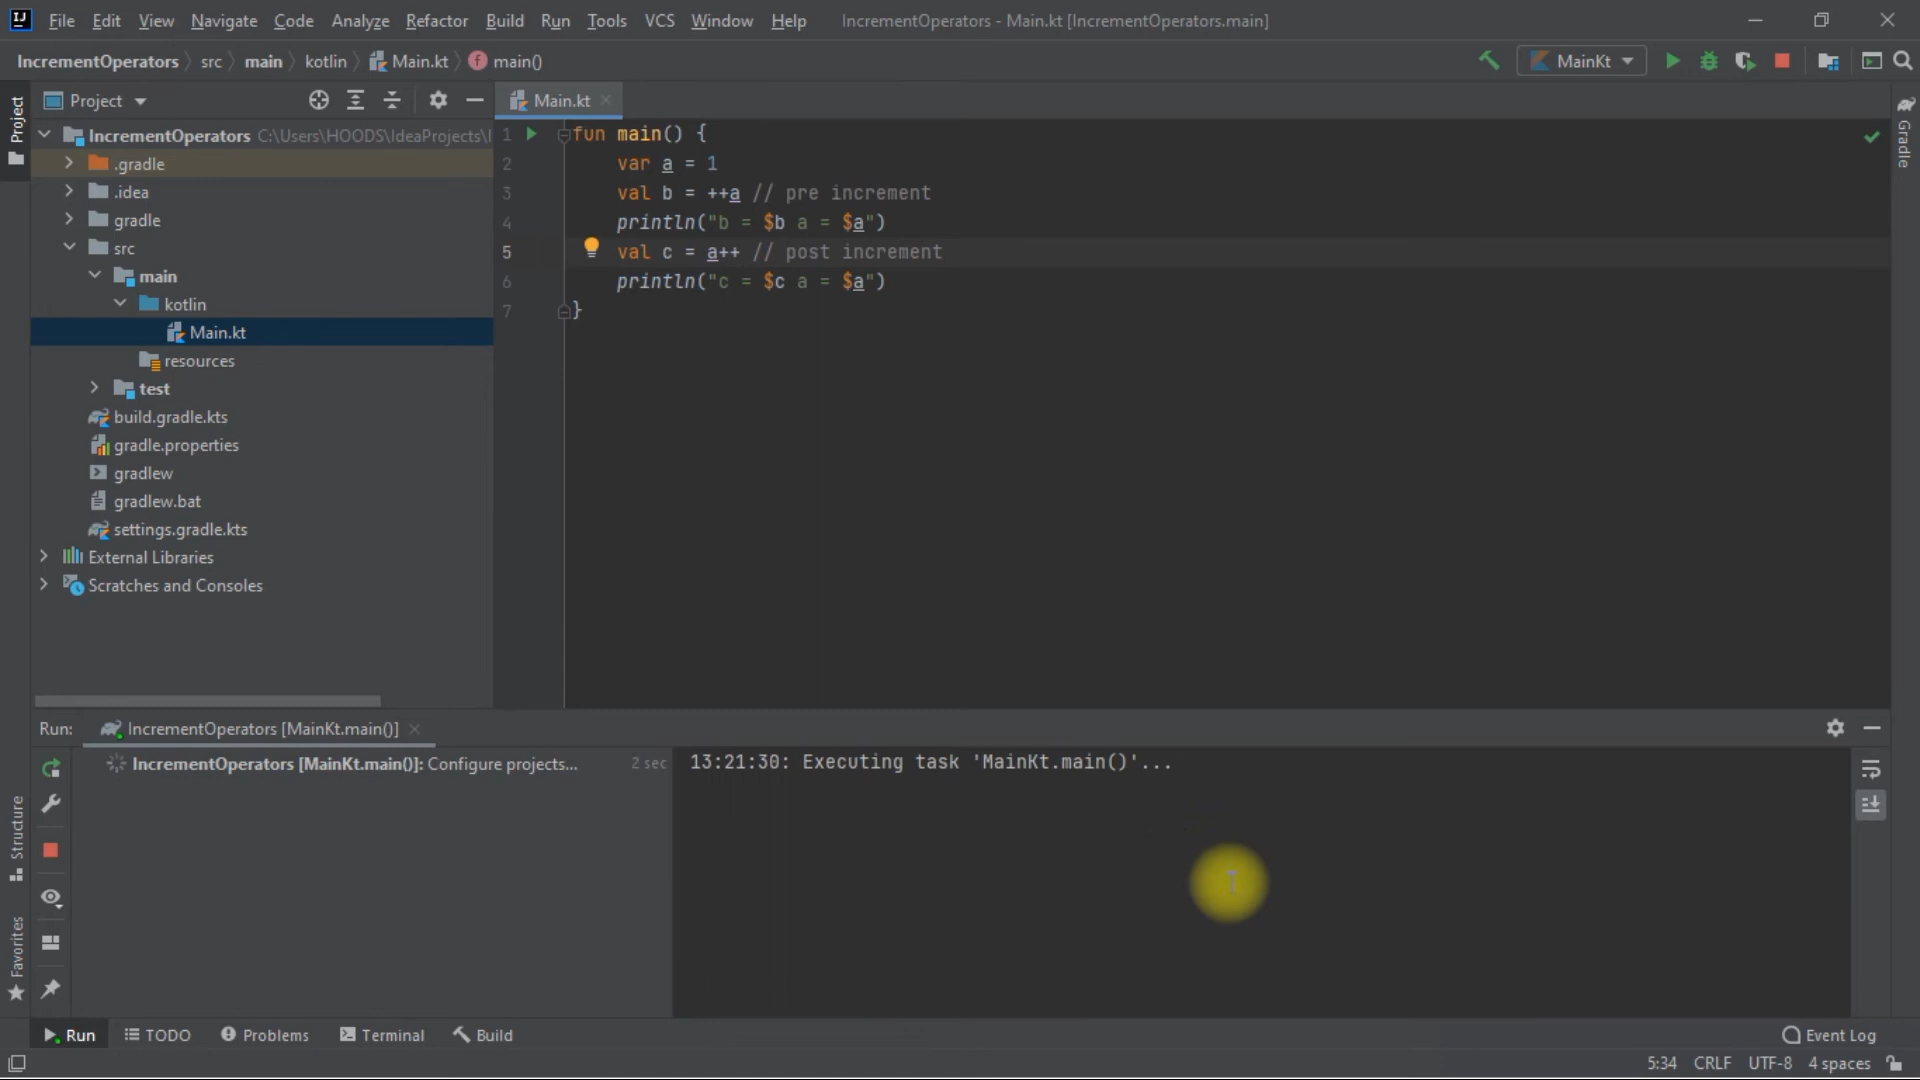 IJ File Edit View Navigate Code Analyze Refactor Build Run Tools VCS Window Help IncrementOperators - Main.kt [IncrementOperators.main]
IncrementOperators src main kotlin Main.kt f main() MainKt
Project
Project
Main.kt
Gradle
IncrementOperators C:\Users\HOODS\IdeaProjects\I
.gradle
.idea
gradle
src
main
kotlin
Main.kt
resources
test
build.gradle.kts
gradle.properties
gradlew
gradlew.bat
settings.gradle.kts
External Libraries
Scratches and Consoles
1 fun main() {
2 var a = 1
3 val b = ++a // pre increment
4 println("b = $b a = $a")
5 val c = a++ // post increment
6 println("c = $c a = $a")
7 }
Run: IncrementOperators [MainKt.main()]
IncrementOperators [MainKt.main()]: Configure projects... 2 sec
13:21:30: Executing task 'MainKt.main()'...
Structure
Favorites
Run TODO Problems Terminal Build Event Log
5:34 CRLF UTF-8 4 spaces